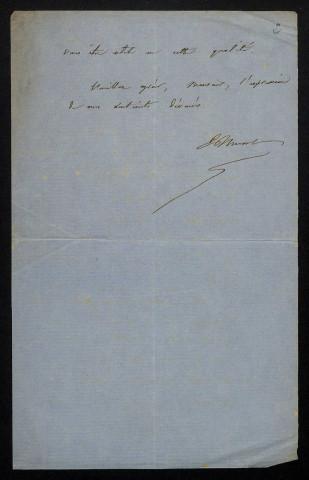 vous être utile en cette qualité.
Veuillez agréer, Monsieur, l'expression
de mes sentiments dévoués